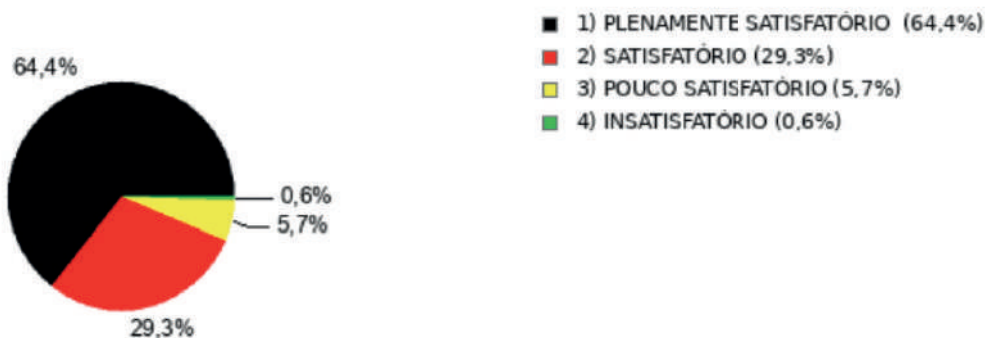 1) PLENAMENTE SATISFATÓRIO (64,4%)
2) SATISFATÓRIO (29,3%)
3) POUCO SATISFATÓRIO (5,7%)
4) INSATISFATÓRIO (0,6%)
64,4%
0,6%
5,7%
29,3%